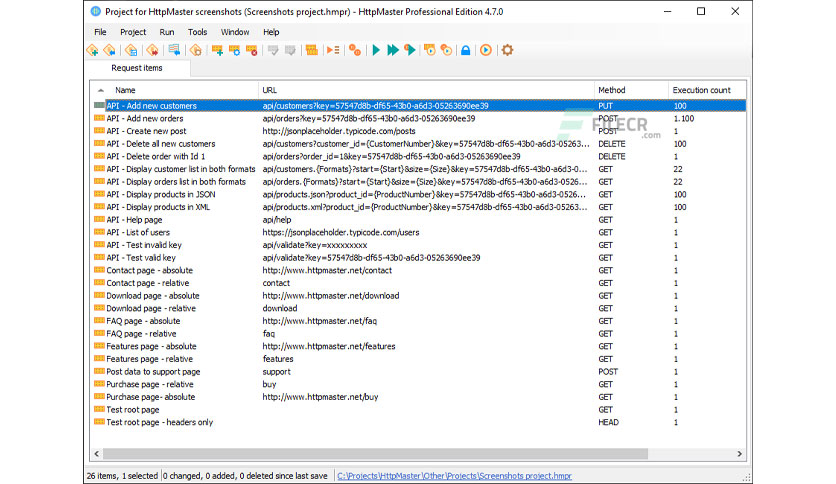 Project for HttpMaster screenshots (Screenshots project.hmpr) - HttpMaster Professional Edition 4.7.0
File Project Run Tools Window Help
Request items
Name URL Method Execution count
API - Add new customers api/customers?key=57547d8b-df65-43b0-a6d3-05263690ee39 PUT 100
API - Add new orders api/orders?key=57547d8b-df65-43b0-a6d3-05263690ee39 POST 1.100
API - Create new post http://jsonplaceholder.typicode.com/posts POST 1
API - Delete all new customers api/customers?customer_id={CustomerNumber}&key=57547d8b-df65-43b0-a6d3-05263... DELETE 100
API - Delete order with Id 1 api/orders?order_id=1&key=57547d8b-df65-43b0-a6d3-05263690ee39 DELETE 1
API - Display customer list in both formats api/customers.{Formats}?start={Start}&size={Size}&key=57547d8b-df65-43b0-a6d3-05263... GET 22
API - Display orders list in both formats api/orders.{Formats}?start={Start}&size={Size}&key=57547d8b-df65-43b0-a6d3-05263... GET 22
API - Display products in JSON api/products.json?product_id={ProductNumber}&key=57547d8b-df65-43b0-a6d3-05263... GET 100
API - Display products in XML api/products.xml?product_id={ProductNumber}&key=57547d8b-df65-43b0-a6d3-05263... GET 100
API - Help page api/help GET 1
API - List of users https://jsonplaceholder.typicode.com/users GET 1
API - Test invalid key api/validate?key=xxxxxxxxx GET 1
API - Test valid key api/validate?key=57547d8b-df65-43b0-a6d3-05263690ee39 GET 1
Contact page - absolute http://www.httpmaster.net/contact GET 1
Contact page - relative contact GET 1
Download page - absolute http://www.httpmaster.net/download GET 1
Download page - relative download GET 1
FAQ page - absolute http://www.httpmaster.net/faq GET 1
FAQ page - relative faq GET 1
Features page - absolute http://www.httpmaster.net/features GET 1
Features page - relative features GET 1
Post data to support page support POST 1
Purchase page - relative buy GET 1
Purchase page- absolute http://www.httpmaster.net/buy GET 1
Test root page GET 1
Test root page - headers only HEAD 1
FILECR
.com
26 items, 1 selected 0 changed, 0 added, 0 deleted since last save C:\Projects\HttpMaster\Other\Projects\Screenshots project.hmpr